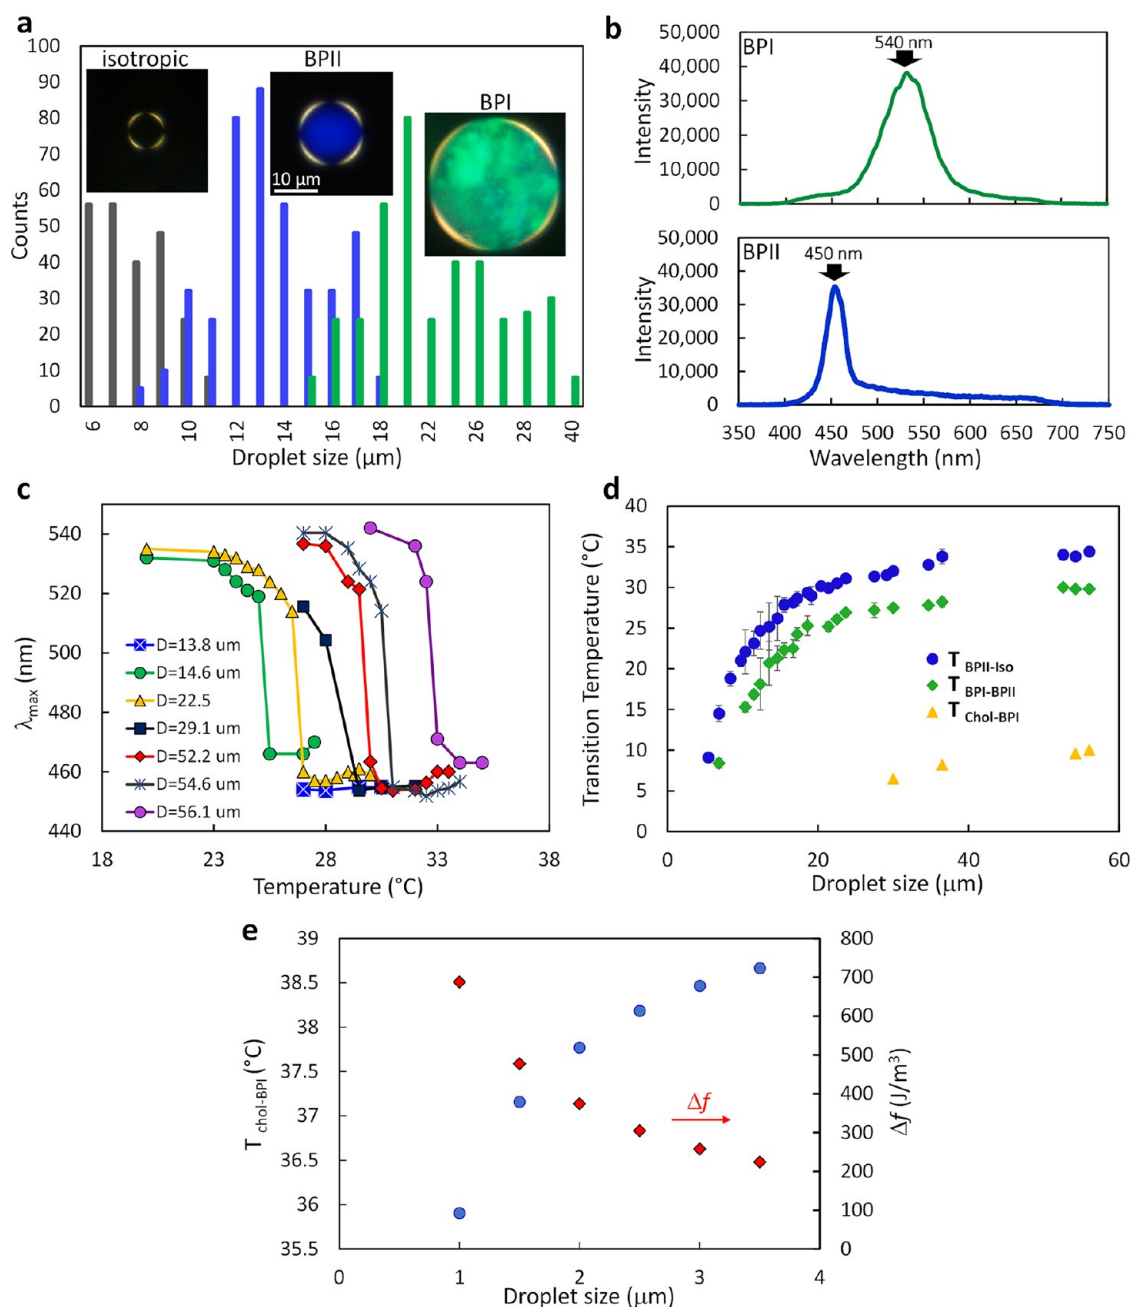 a
100
90
80
70
60
50
40
30
20
10
0
Counts
isotropic
BPII
BPI
10 µm
6 8 10 12 14 16 18 22 26 28 40
Droplet size (µm)
b
50,000
40,000
30,000
20,000
10,000
0
Intensity
BPI
540 nm
50,000
40,000
30,000
20,000
10,000
0
Intensity
BPII
450 nm
350 400 450 500 550 600 650 700 750
Wavelength (nm)
c
540
520
500
480
460
440
λmax (nm)
D=13.8 um
D=14.6 um
D=22.5
D=29.1 um
D=52.2 um
D=54.6 um
D=56.1 um
18 23 28 33 38
Temperature (°C)
d
40
35
30
25
20
15
10
5
0
Transition Temperature (°C)
T BPII-Iso
T BPI-BPII
T Chol-BPI
0 20 40 60
Droplet size (µm)
e
39
38.5
38
37.5
37
36.5
36
35.5
T chol-BPI (°C)
800
700
600
500
400
300
200
100
0
Δf (J/m³)
Δf
0 1 2 3 4
Droplet size (µm)